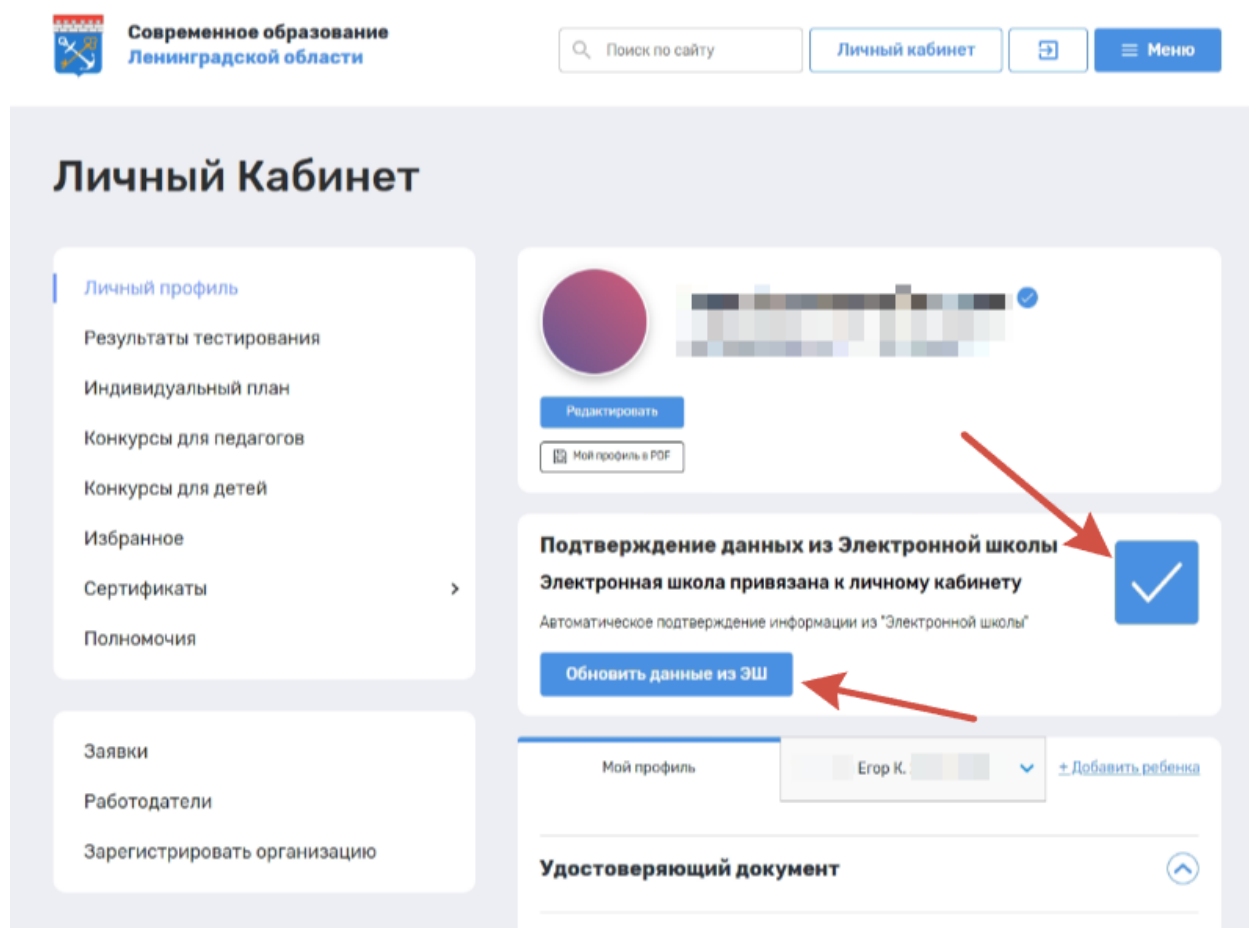 Современное образование
Ленинградской области
Поиск по сайту
Личный кабинет
Меню
Личный Кабинет
Личный профиль
Результаты тестирования
Индивидуальный план
Конкурсы для педагогов
Конкурсы для детей
Избранное
Сертификаты
Полномочия
Заявки
Работодатели
Зарегистрировать организацию
Редактировать
Мой профиль в PDF
Подтверждение данных из Электронной школы
Электронная школа привязана к личному кабинету
Автоматическое подтверждение информации из "Электронной школы"
Обновить данные из ЭШ
Мой профиль
Егор К.
+ Добавить ребенка
Удостоверяющий документ